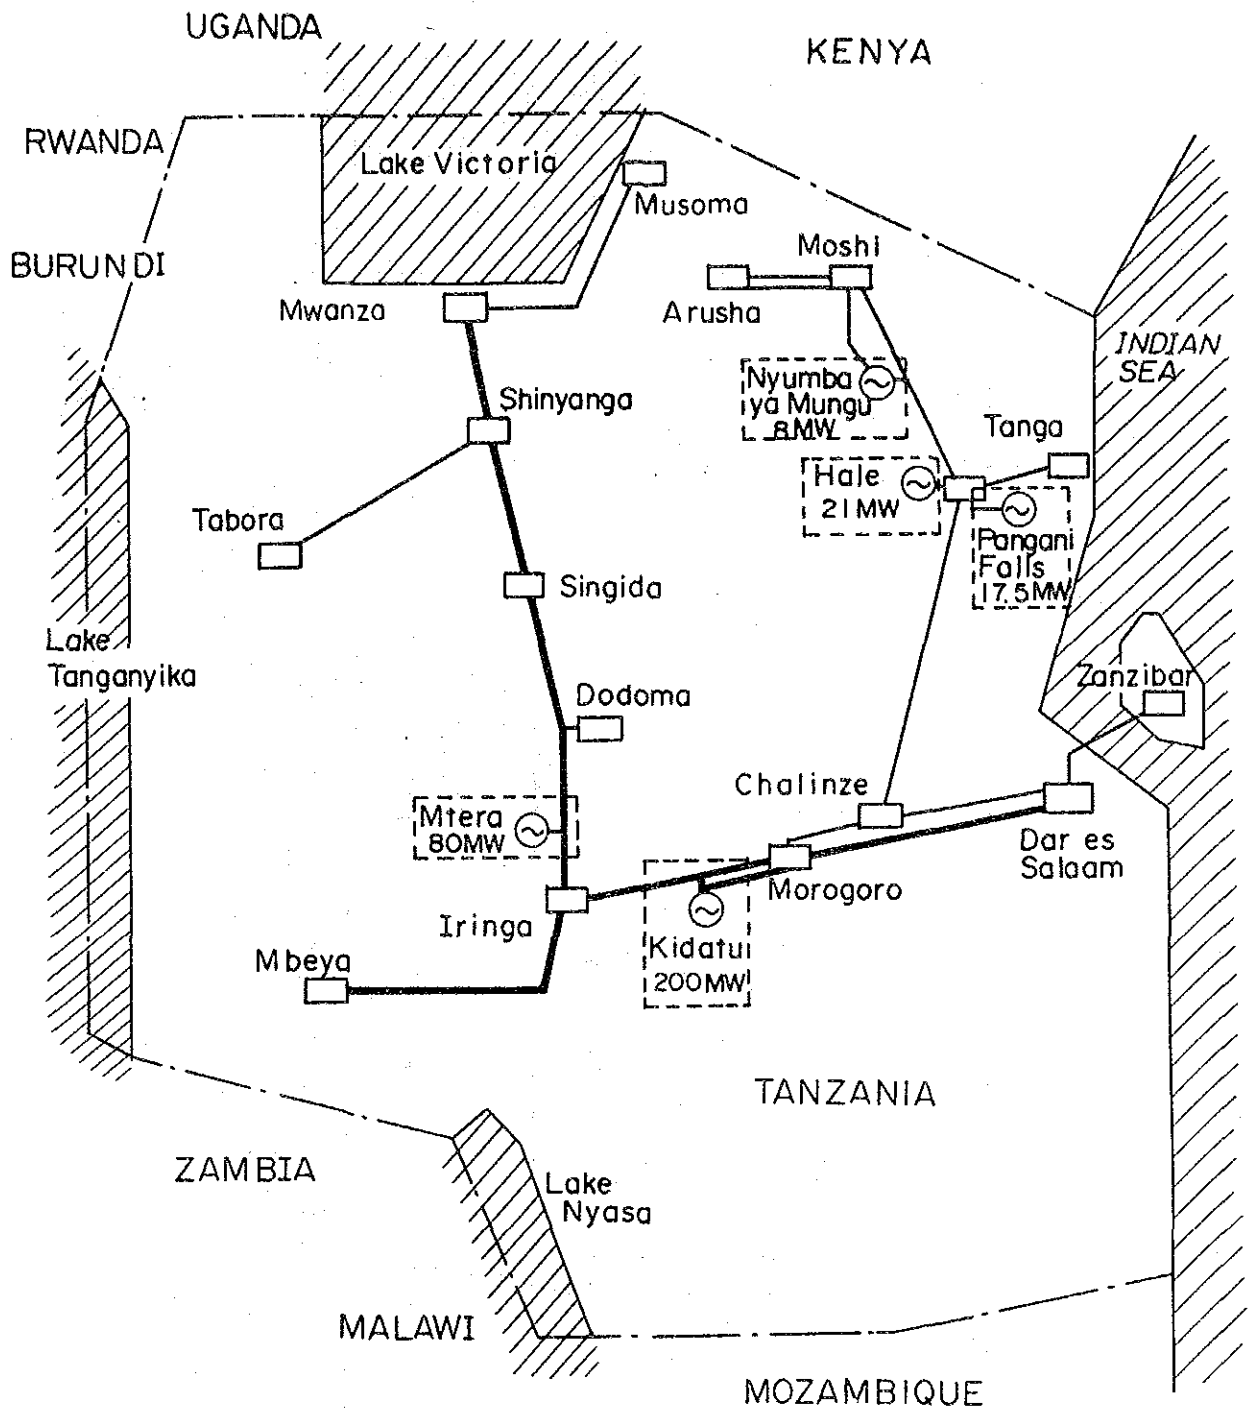 UGANDA
KENYA
RWANDA
Lake Victoria
Musoma
BURUNDI
Moshi
Mwanza
Arusha
INDIAN
SEA
Nyumba
ya Mungu
8MW
Shinyanga
Tanga
Hale
21MW
Tabora
Pangani
Falls
17.5MW
Singida
Lake
Tanganyika
Zanzibar
Dodoma
Chalinze
Mtera
80MW
Dar es
Salaam
Morogoro
Iringa
Kidatui
200MW
Mbeya
TANZANIA
ZAMBIA
Lake
Nyasa
MALAWI
MOZAMBIQUE